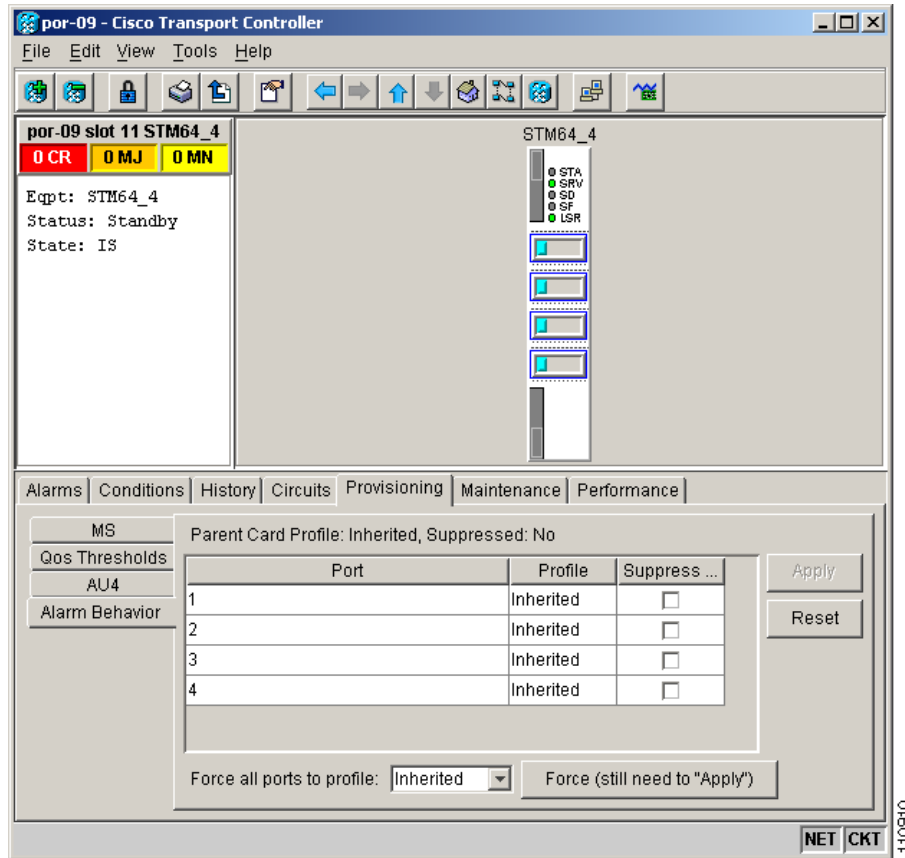 por-09 - Cisco Transport Controller
File Edit View Tools Help
por-09 slot 11 STM64_4
0 CR 0 MJ 0 MN
Eqpt: STM64_4
Status: Standby
State: IS
STM64_4
STA
SRV
SD
SF
LSR
Alarms Conditions History Circuits Provisioning Maintenance Performance
MS
Qos Thresholds
AU4
Alarm Behavior
Parent Card Profile: Inherited, Suppressed: No
Port Profile Suppress ...
1 Inherited
2 Inherited
3 Inherited
4 Inherited
Apply
Reset
Force all ports to profile: Inherited Force (still need to "Apply")
NET CKT